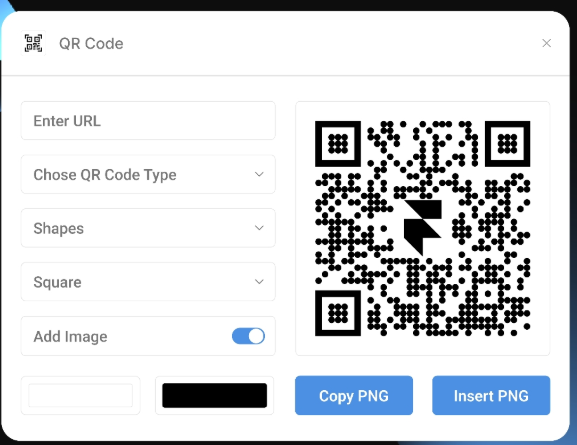 QR Code
Enter URL
Chose QR Code Type
Shapes
Square
Add Image
Copy PNG
Insert PNG